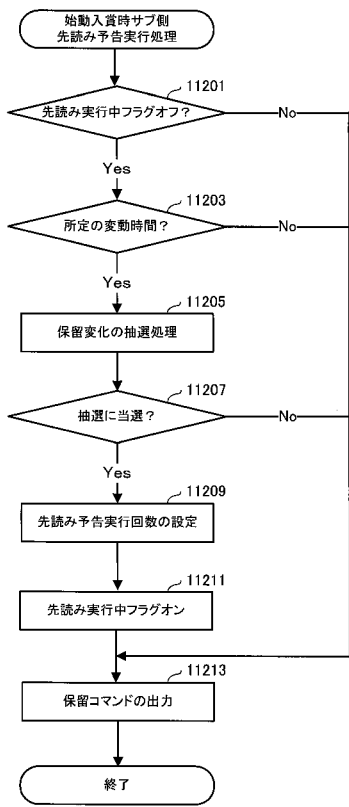 始動入賞時サブ側
先読み予告実行処理
11201
先読み実行中フラグオフ？
No
Yes
11203
所定の変動時間？
No
Yes
11205
保留変化の抽選処理
11207
抽選に当選？
No
Yes
11209
先読み予告実行回数の設定
11211
先読み実行中フラグオン
11213
保留コマンドの出力
終了